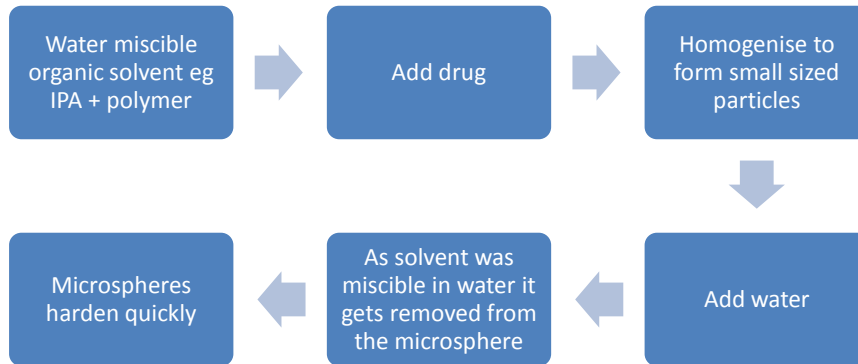 Water miscible
organic solvent eg
IPA + polymer
Add drug
Homogenise to
form small sized
particles
Add water
As solvent was
miscible in water it
gets removed from
the microsphere
Microspheres
harden quickly